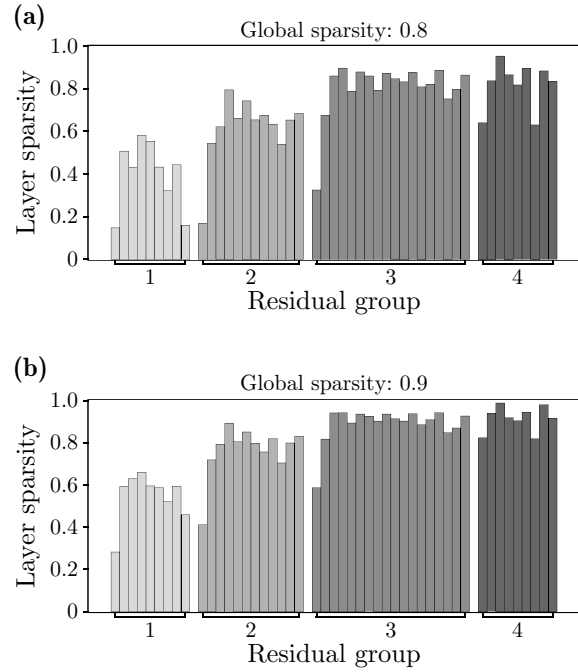 (a)
Global sparsity: 0.8
Layer sparsity
1.0
0.8
0.6
0.4
0.2
0
1 2 3 4
Residual group
(b)
Global sparsity: 0.9
Layer sparsity
1.0
0.8
0.6
0.4
0.2
0
1 2 3 4
Residual group